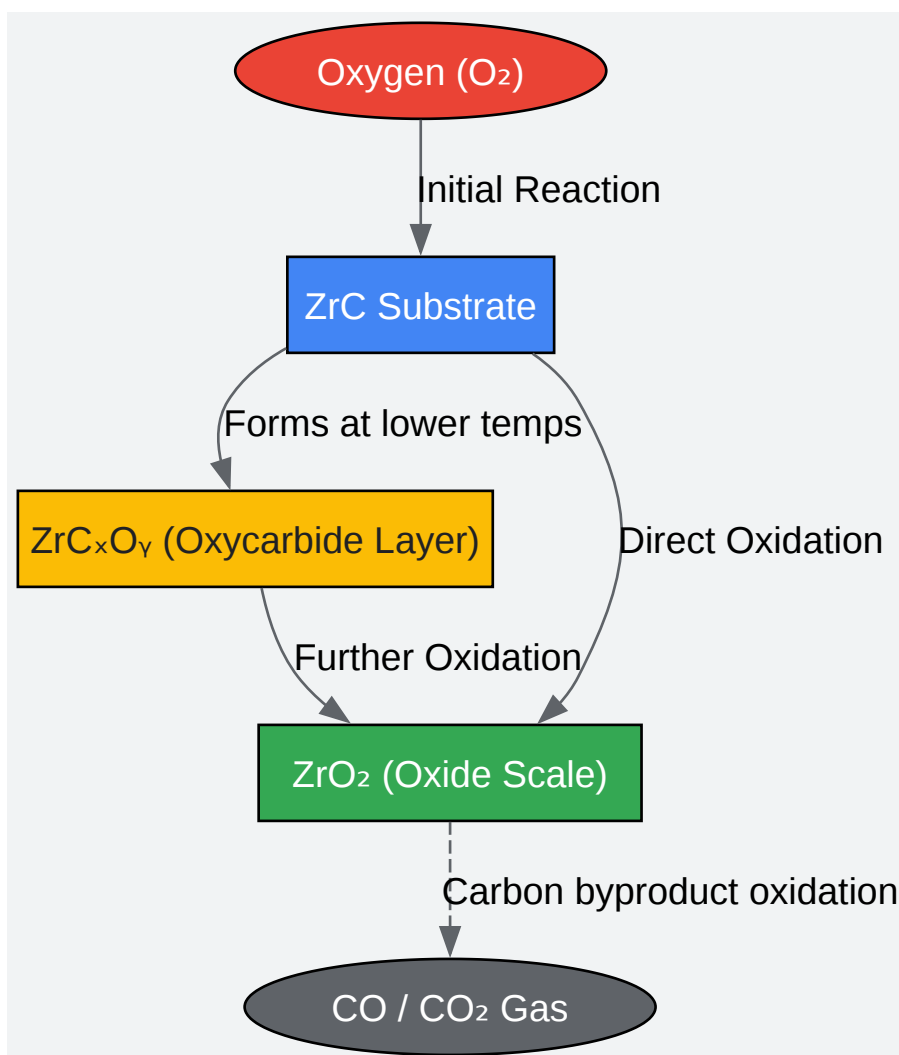 Oxygen (O₂)
Initial Reaction
ZrC Substrate
Forms at lower temps
ZrCₓOᵧ (Oxycarbide Layer)
Direct Oxidation
Further Oxidation
ZrO₂ (Oxide Scale)
Carbon byproduct oxidation
CO / CO₂ Gas